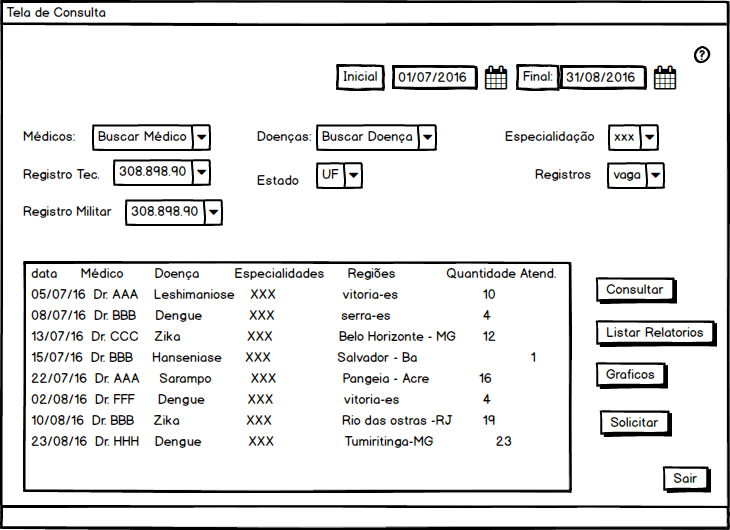 Tela de Consulta
?
Inicial 01/07/2016 Final: 31/08/2016
Médicos: Buscar Médico Doenças: Buscar Doença Especialidação xxx
Registro Tec. 308.898.90 Estado UF Registros vaga
Registro Militar 308.898.90
data Médico Doença Especialidades Regiões Quantidade Atend.
05/07/16 Dr. AAA Leshimaniose XXX vitoria-es 10
08/07/16 Dr. BBB Dengue XXX serra-es 4
13/07/16 Dr. CCC Zika XXX Belo Horizonte - MG 12
15/07/16 Dr. BBB Hanseniase XXX Salvador - Ba 1
22/07/16 Dr. AAA Sarampo XXX Pangeia - Acre 16
02/08/16 Dr. FFF Dengue XXX vitoria-es 4
10/08/16 Dr. BBB Zika XXX Rio das ostras -RJ 19
23/08/16 Dr. HHH Dengue XXX Tumiritinga-MG 23
Consultar
Listar Relatorios
Graficos
Solicitar
Sair